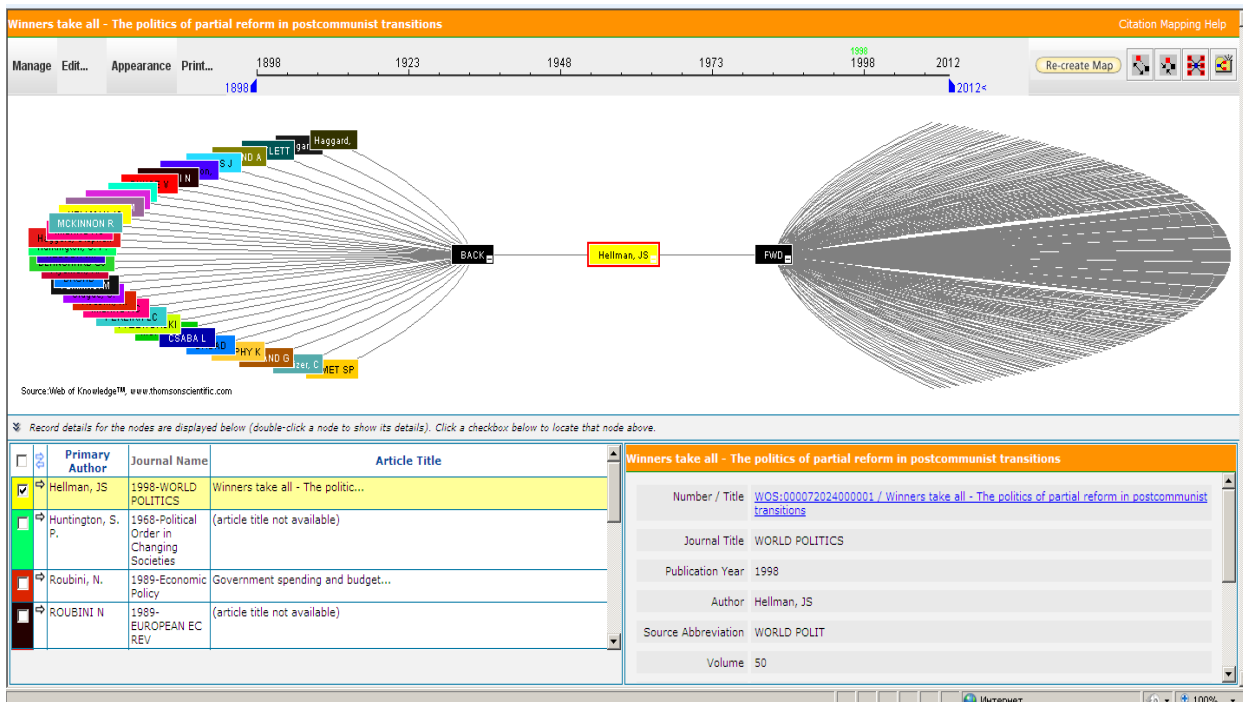 Winners take all - The politics of partial reform in postcommunist transitions
Citation Mapping Help
Manage Edit... Appearance Print...
1898 1923 1948 1973 1998 1998 2012
1898 2012<
Re-create Map
Haggard,
gar
LETT
ND A
S J
on,
I N
MCKINNON R
CSABA L
PHY K
AND G
zer, C
MET SP
BACK
Hellman, JS
FWD
Source:Web of Knowledge™, www.thomsonscientific.com
Record details for the nodes are displayed below (double-click a node to show its details). Click a checkbox below to locate that node above.
Primary Author Journal Name Article Title
Hellman, JS 1998-WORLD POLITICS Winners take all - The politic...
Huntington, S. P. 1968-Political Order in Changing Societies (article title not available)
Roubini, N. 1989-Economic Policy Government spending and budget...
ROUBINI N 1989-EUROPEAN EC REV (article title not available)
Winners take all - The politics of partial reform in postcommunist transitions
Number / Title WOS:000072024000001 / Winners take all - The politics of partial reform in postcommunist
transitions
Journal Title WORLD POLITICS
Publication Year 1998
Author Hellman, JS
Source Abbreviation WORLD POLIT
Volume 50
Интернет
100%